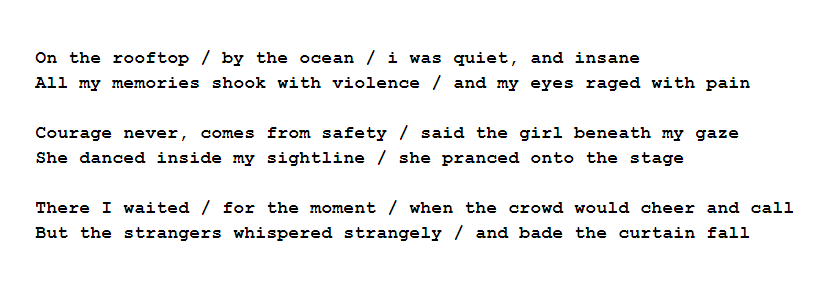 On the rooftop / by the ocean / i was quiet, and insane
All my memories shook with violence / and my eyes raged with pain
Courage never, comes from safety / said the girl beneath my gaze
She danced inside my sightline / she pranced onto the stage
There I waited / for the moment / when the crowd would cheer and call
But the strangers whispered strangely / and bade the curtain fall